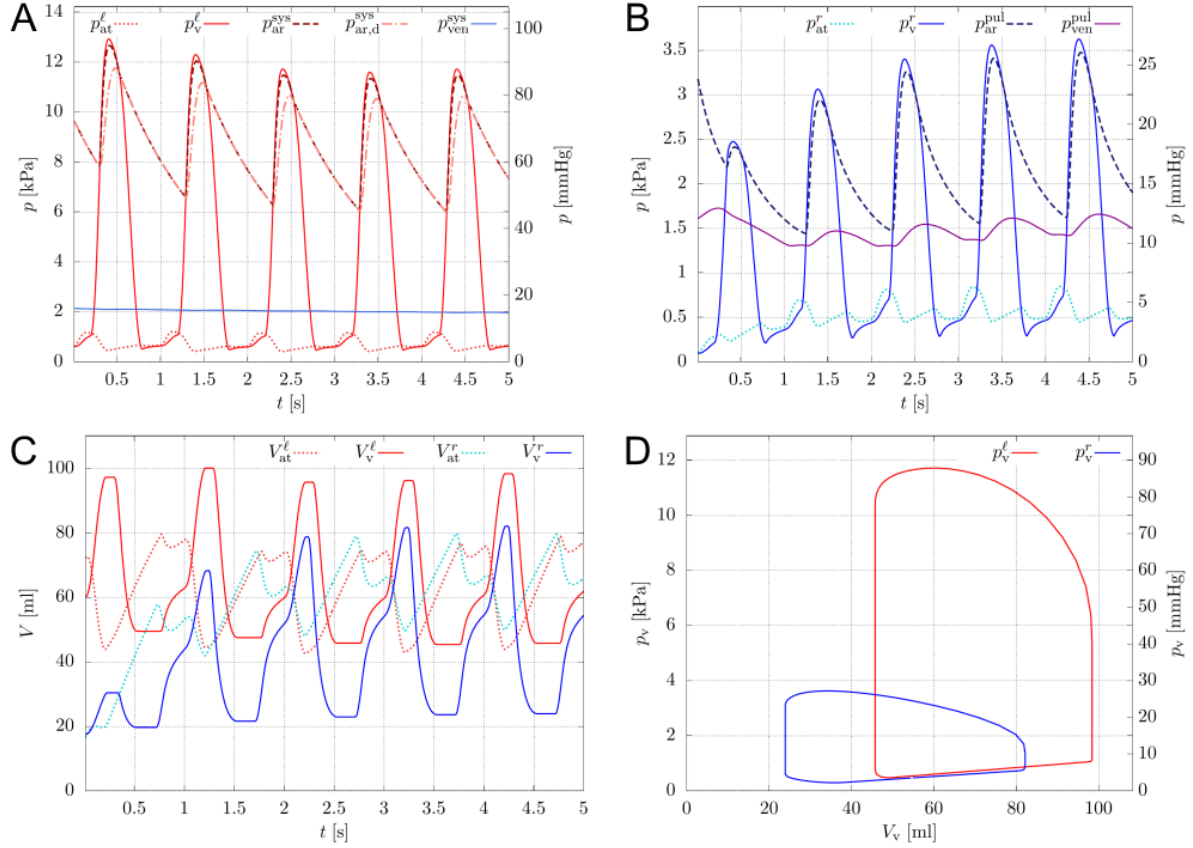 A
p_at^ℓ p_v^ℓ p_ar^sys p_ar,d^sys p_ven^sys
14
12
10
8
6
4
2
0
p [kPa]
100
80
60
40
20
0
p [mmHg]
0.5 1 1.5 2 2.5 3 3.5 4 4.5 5
t [s]
B
p_at^r p_v^r p_ar^pul p_ven^pul
3.5
3
2.5
2
1.5
1
0.5
0
p [kPa]
25
20
15
10
5
0
p [mmHg]
0.5 1 1.5 2 2.5 3 3.5 4 4.5 5
t [s]
C
V_at^ℓ V_v^ℓ V_at^r V_v^r
100
80
60
40
20
0
V [ml]
0.5 1 1.5 2 2.5 3 3.5 4 4.5 5
t [s]
D
p_v^ℓ p_v^r
12
10
8
6
4
2
0
p_v [kPa]
90
80
70
60
50
40
30
20
10
0
p_v [mmHg]
0 20 40 60 80 100
V_v [ml]